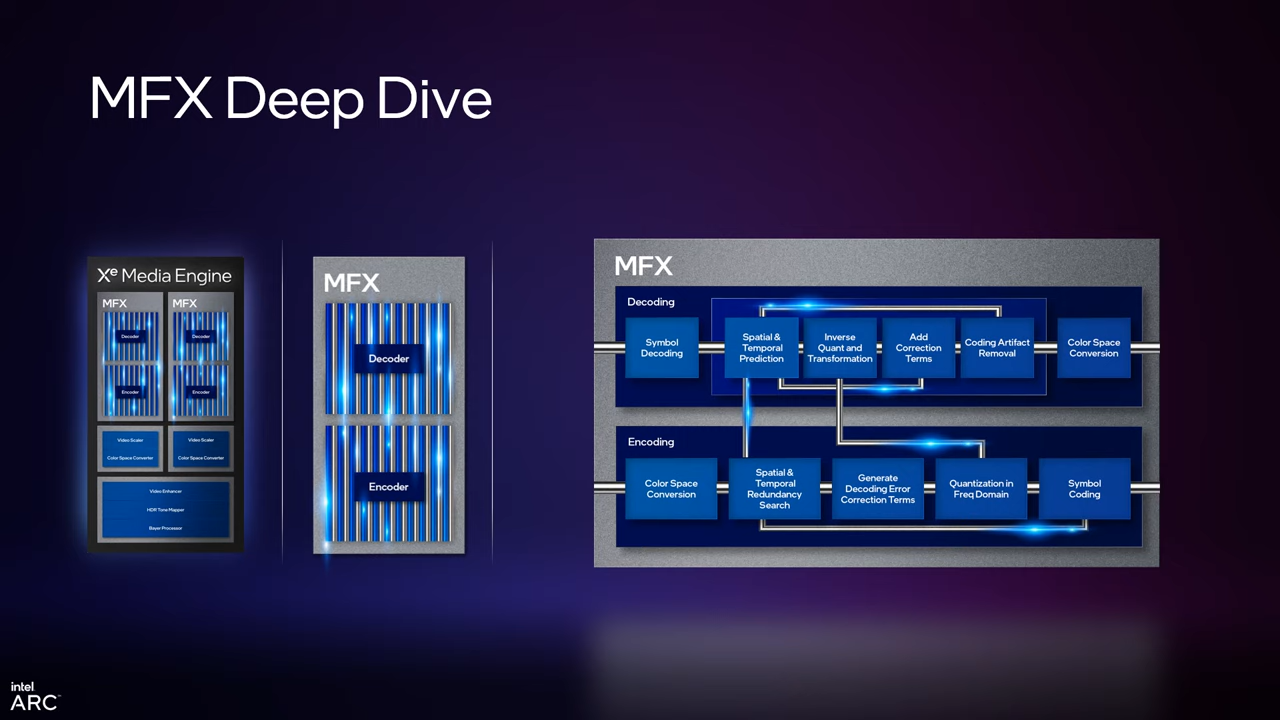 MFX Deep Dive
Xe Media Engine
MFX
MFX
Decoder
Decoder
Encoder
Encoder
Video Scaler
Color Space Converter
Video Scaler
Color Space Converter
Video Enhancer
HDR Tone Mapper
Bayer Processor
MFX
Decoder
Encoder
MFX
Decoding
Symbol
Decoding
Spatial &
Temporal
Prediction
Inverse
Quant and
Transformation
Add
Correction
Terms
Coding Artifact
Removal
Color Space
Conversion
Encoding
Color Space
Conversion
Spatial &
Temporal
Redundancy
Search
Generate
Decoding Error
Correction Terms
Quantization in
Freq Domain
Symbol
Coding
intel
ARC™